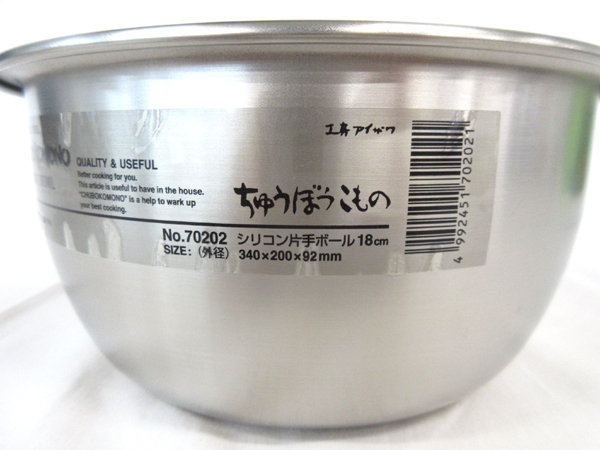 工房アイザワ
OMONO
QUALITY & USEFUL
Better cooking for you.
This article is useful to have in the house.
"CHUBOKOMONO" is a help to wark up
your best cooking.
ちゅうぼうこもの
No.70202 シリコン片手ボール18cm
SIZE:(外径) 340×200×92mm
4 992451 702021